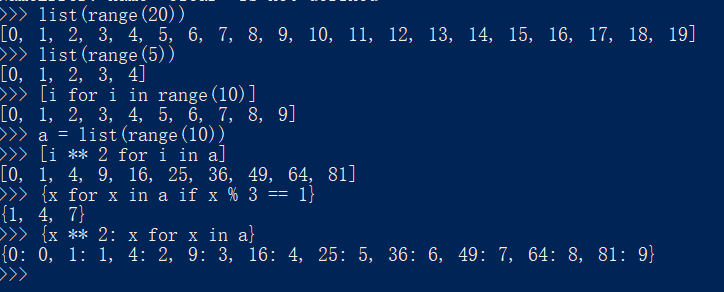 >>> list(range(20))
[0, 1, 2, 3, 4, 5, 6, 7, 8, 9, 10, 11, 12, 13, 14, 15, 16, 17, 18, 19]
>>> list(range(5))
[0, 1, 2, 3, 4]
>>> [i for i in range(10)]
[0, 1, 2, 3, 4, 5, 6, 7, 8, 9]
>>> a = list(range(10))
>>> [i ** 2 for i in a]
[0, 1, 4, 9, 16, 25, 36, 49, 64, 81]
>>> {x for x in a if x % 3 == 1}
{1, 4, 7}
>>> {x ** 2: x for x in a}
{0: 0, 1: 1, 4: 2, 9: 3, 16: 4, 25: 5, 36: 6, 49: 7, 64: 8, 81: 9}
>>>